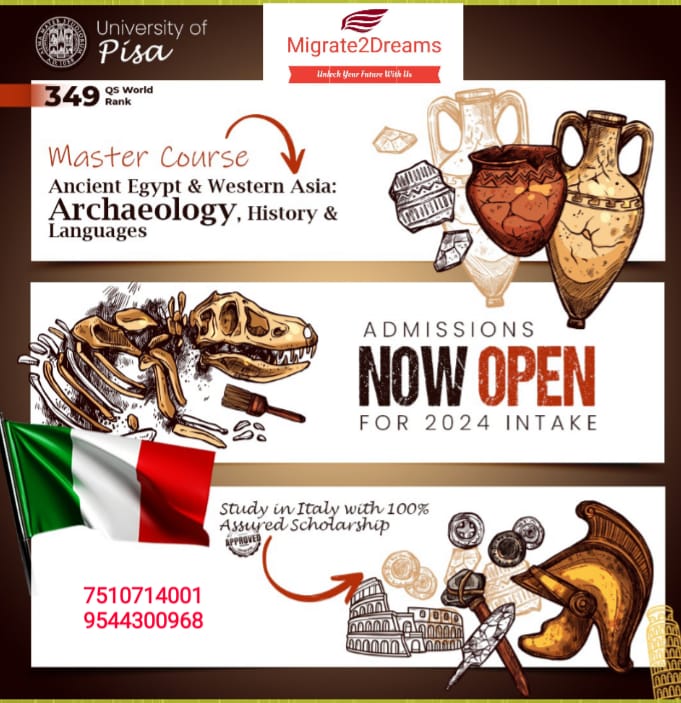 University of
Pisa
Migrate2Dreams
Unlock Your Future With Us
349 QS World
Rank
Master Course
Ancient Egypt & Western Asia:
Archaeology, History &
Languages
ADMISSIONS
NOW OPEN
FOR 2024 INTAKE
Study in Italy with 100%
Assured Scholarship
APPROVED
7510714001
9544300968